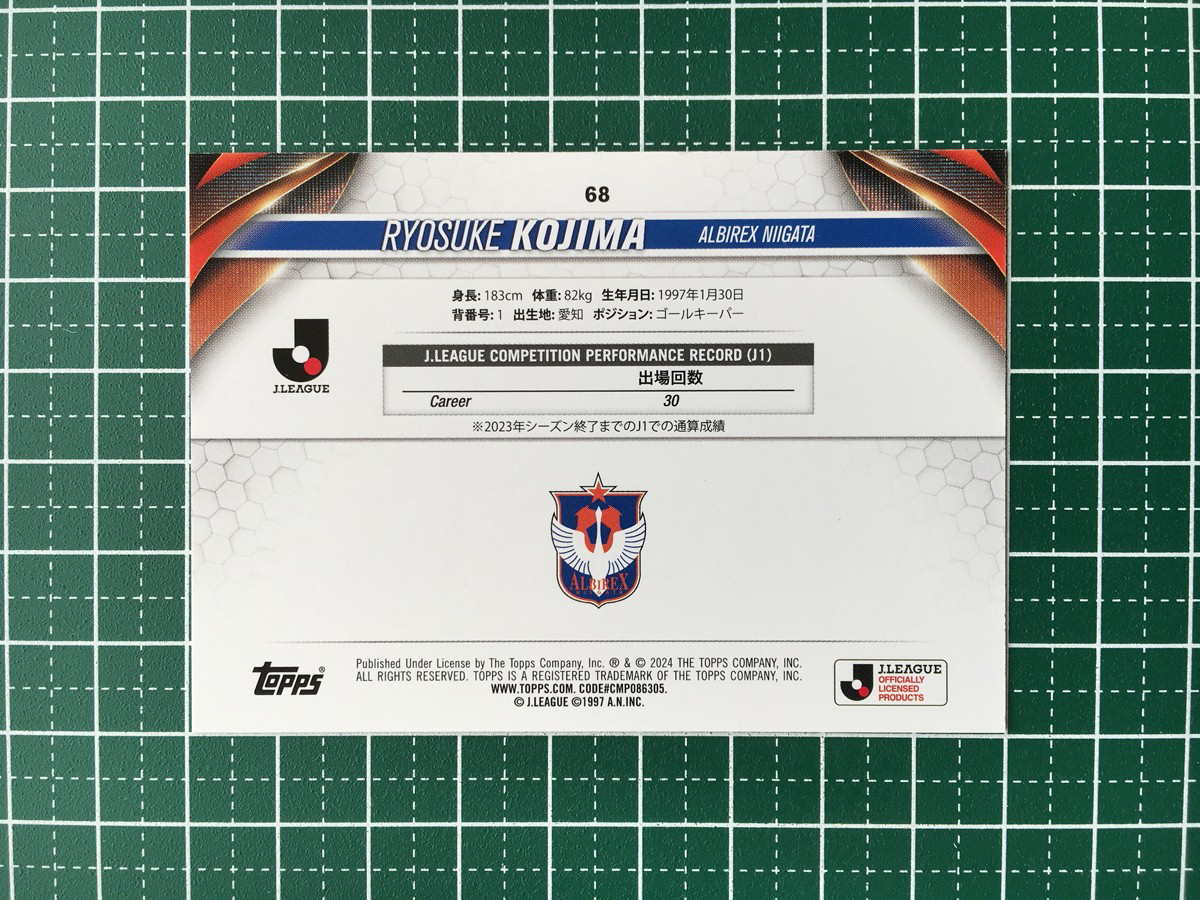 68
RYOSUKE KOJIMA ALBIREX NIIGATA
身長: 183cm 体重: 82kg 生年月日: 1997年1月30日
背番号: 1 出生地: 愛知 ポジション: ゴールキーパー
J.LEAGUE
J.LEAGUE COMPETITION PERFORMANCE RECORD (J1)
出場回数
Career 30
※2023年シーズン終了までのJ1での通算成績
ALBIREX
NIIGATA
Topps®
Published Under License by The Topps Company, Inc. ® & © 2024 THE TOPPS COMPANY, INC.
ALL RIGHTS RESERVED. TOPPS IS A REGISTERED TRADEMARK OF THE TOPPS COMPANY, INC.
WWW.TOPPS.COM. CODE#CMP086305.
© J.LEAGUE ©1997 A.N.INC.
J.LEAGUE
OFFICIALLY
LICENSED
PRODUCTS